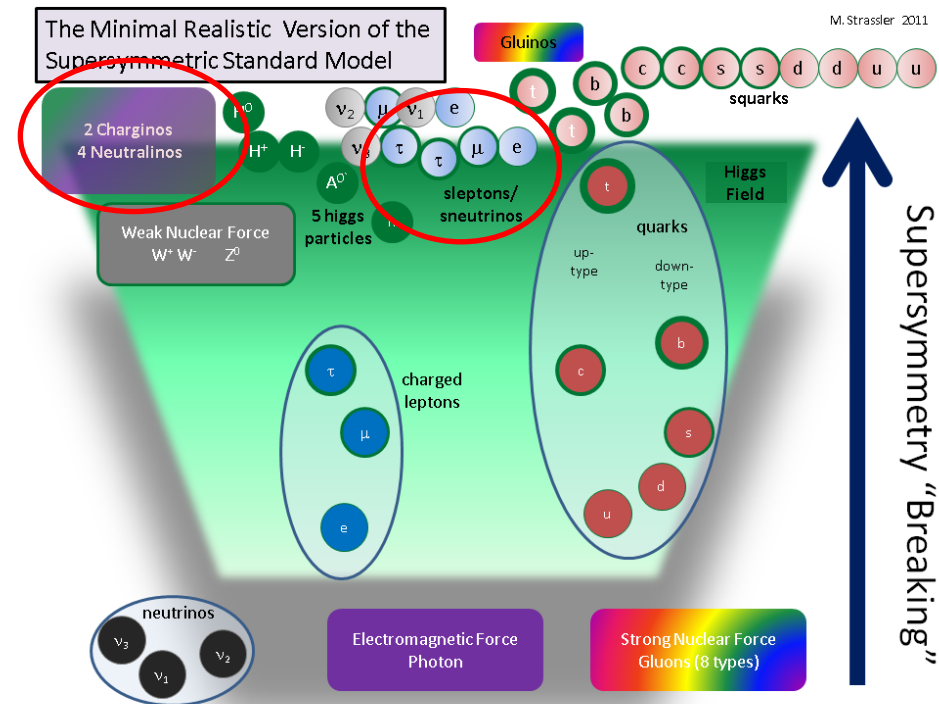 The Minimal Realistic Version of the
Supersymmetric Standard Model
M. Strassler 2011
Gluinos
t
b
c c s s d d u u
squarks
t
b
2 Charginos
4 Neutralinos
H⁺ H⁻
ν₂ μ ν₁ e
τ τ μ e
A⁰
sleptons/
sneutrinos
5 higgs
particles
Weak Nuclear Force
W⁺ W⁻ Z⁰
Higgs
Field
t
quarks
up-
type
down-
type
b
c
s
d
u
τ
charged
leptons
μ
e
Supersymmetry “Breaking”
neutrinos
ν₃
ν₁
ν₂
Electromagnetic Force
Photon
Strong Nuclear Force
Gluons (8 types)